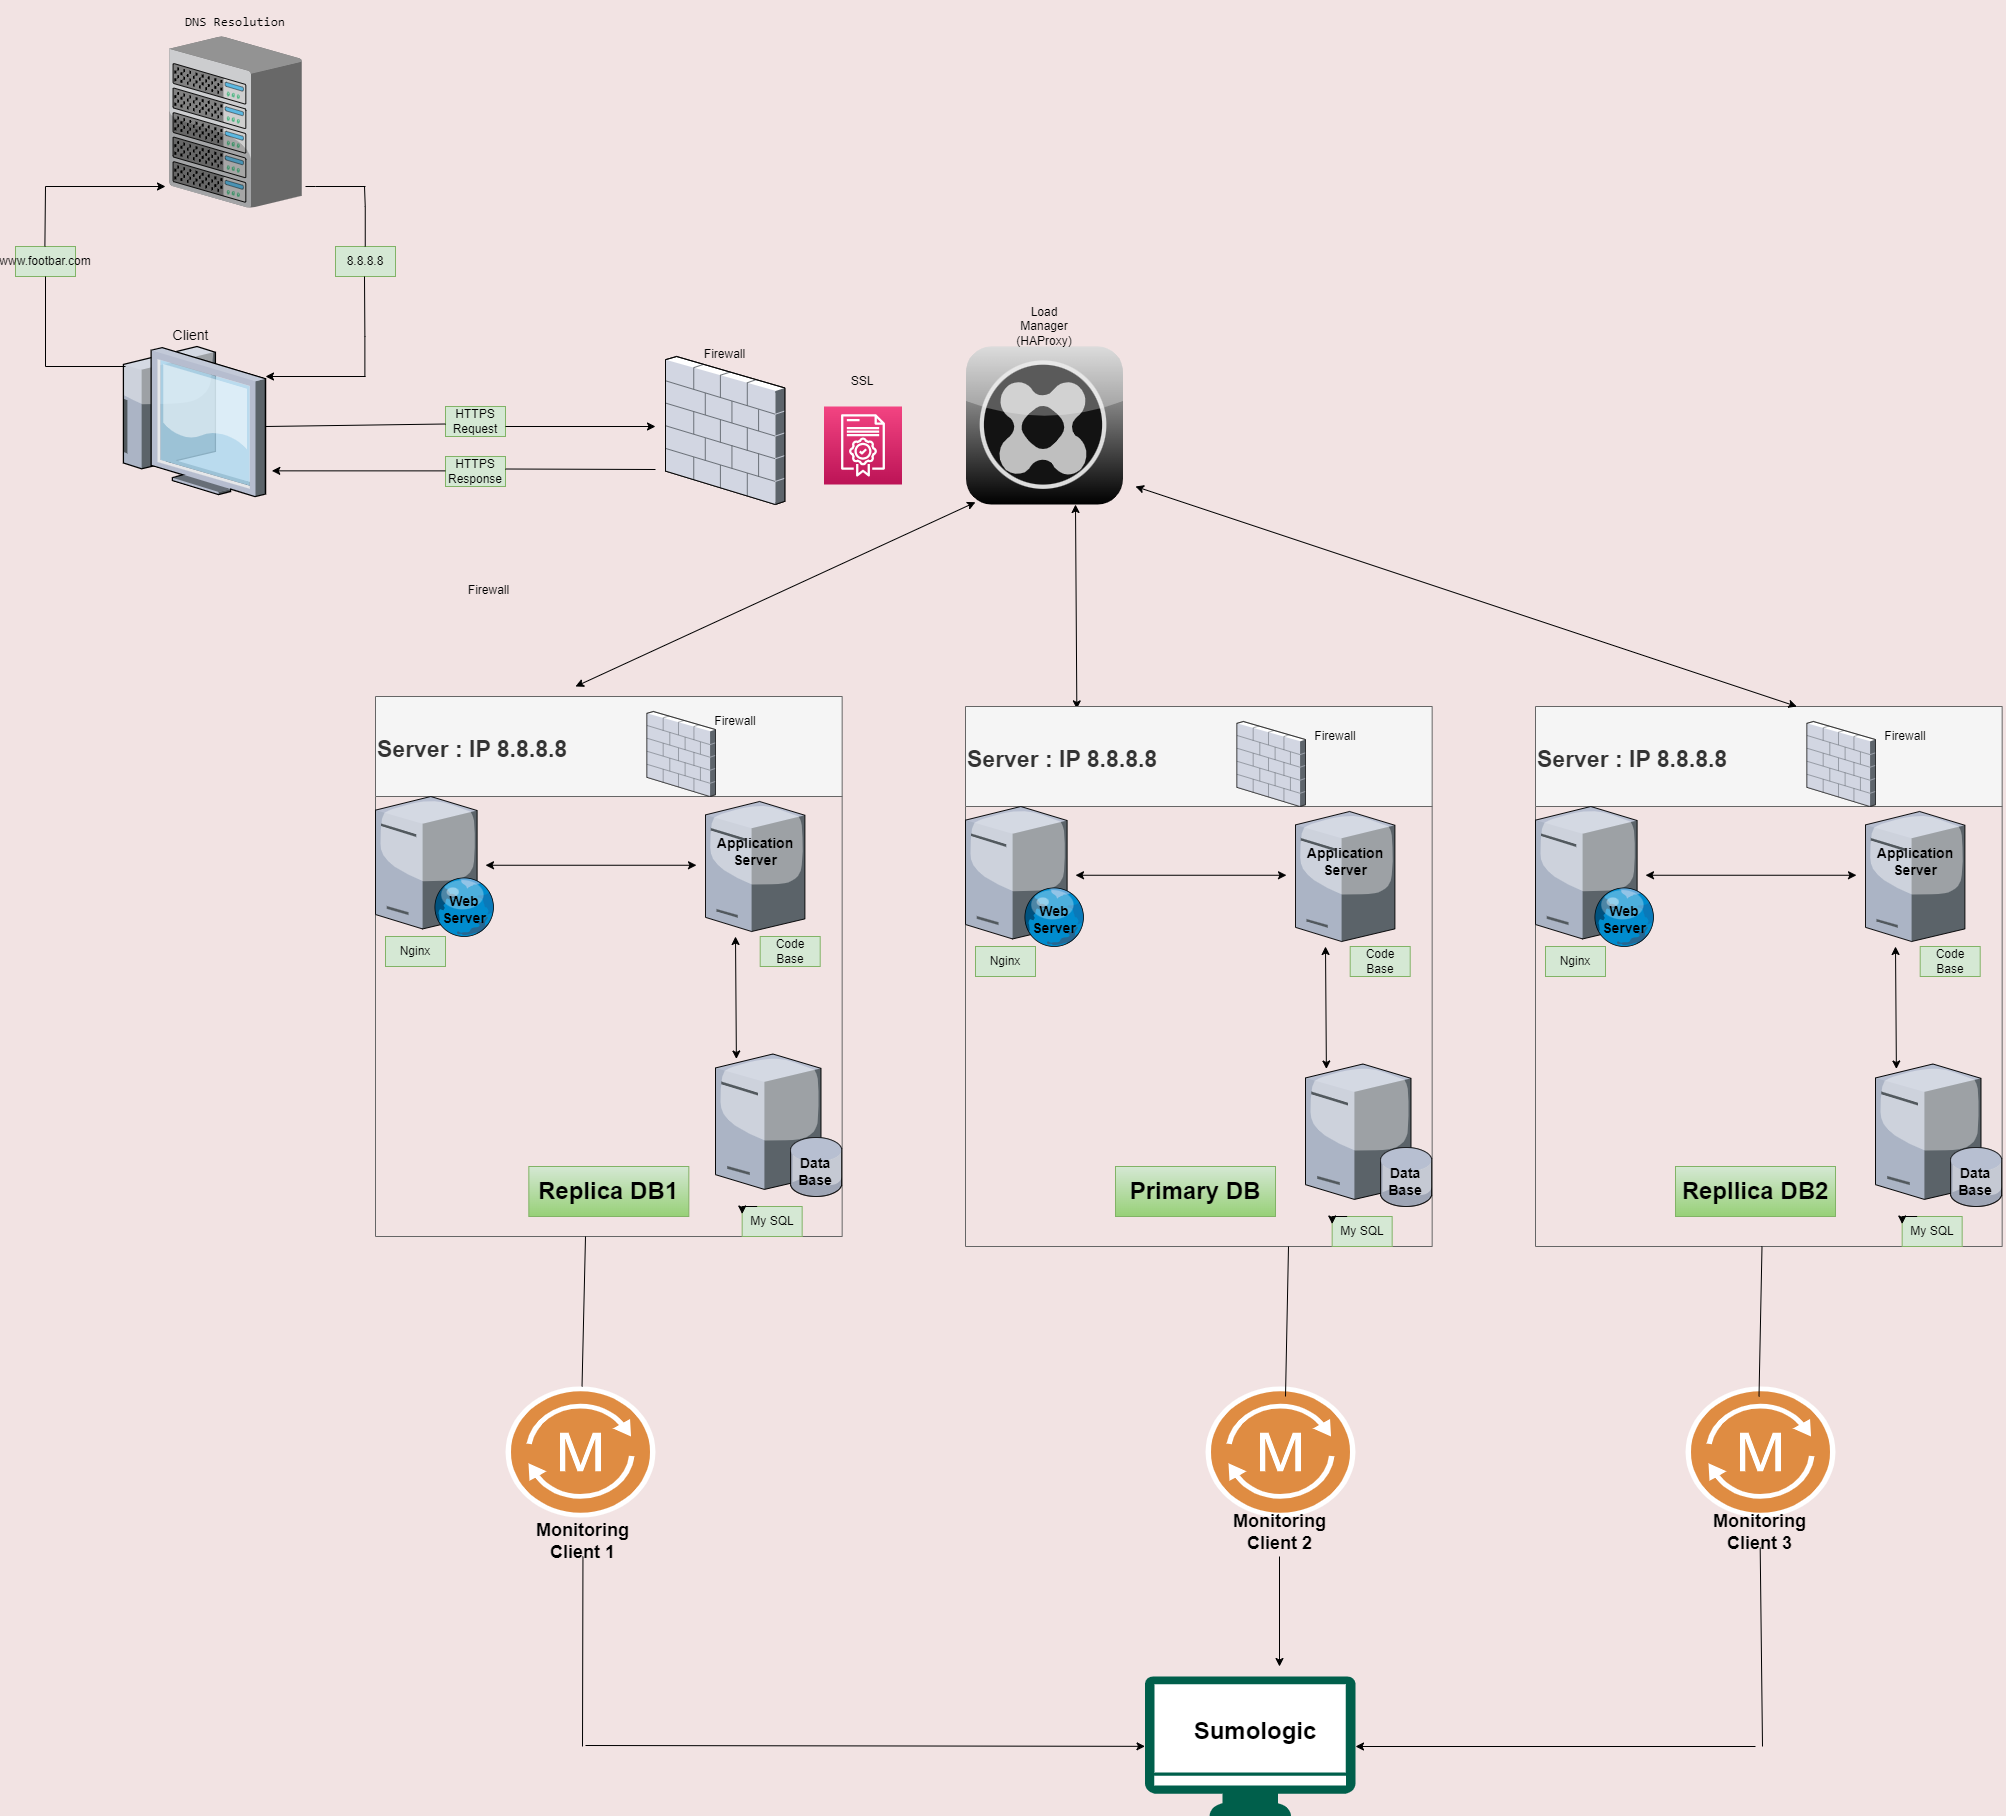 DNS Resolution
www.footbar.com
8.8.8.8
Client
HTTPS
Request
HTTPS
Response
Firewall
SSL
Load
Manager
(HAProxy)
Firewall
Server : IP 8.8.8.8
Firewall
Web
Server
Nginx
Application
Server
Code
Base
Replica DB1
Data
Base
My SQL
Server : IP 8.8.8.8
Firewall
Web
Server
Nginx
Application
Server
Code
Base
Primary DB
Data
Base
My SQL
Server : IP 8.8.8.8
Firewall
Web
Server
Nginx
Application
Server
Code
Base
Repllica DB2
Data
Base
My SQL
M
Monitoring
Client 1
M
Monitoring
Client 2
M
Monitoring
Client 3
Sumologic